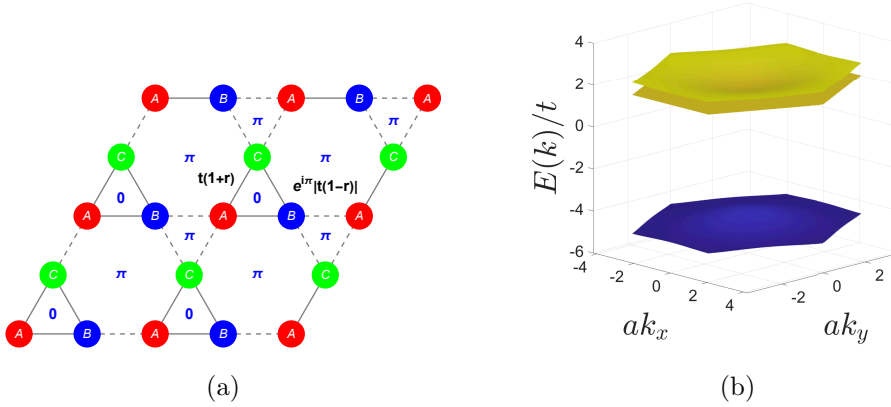 A B A B A
π π
C π C π C
t(1+r) e^{iπ}|t(1−r)|
0 0
A B A B A
π π
C π C π C
0 0
A B A B A
(a)
E(k)/t
4
2
0
-2
-4
-6
-4
-2
0
2
4
ak_x
-2
0
2
ak_y
(b)